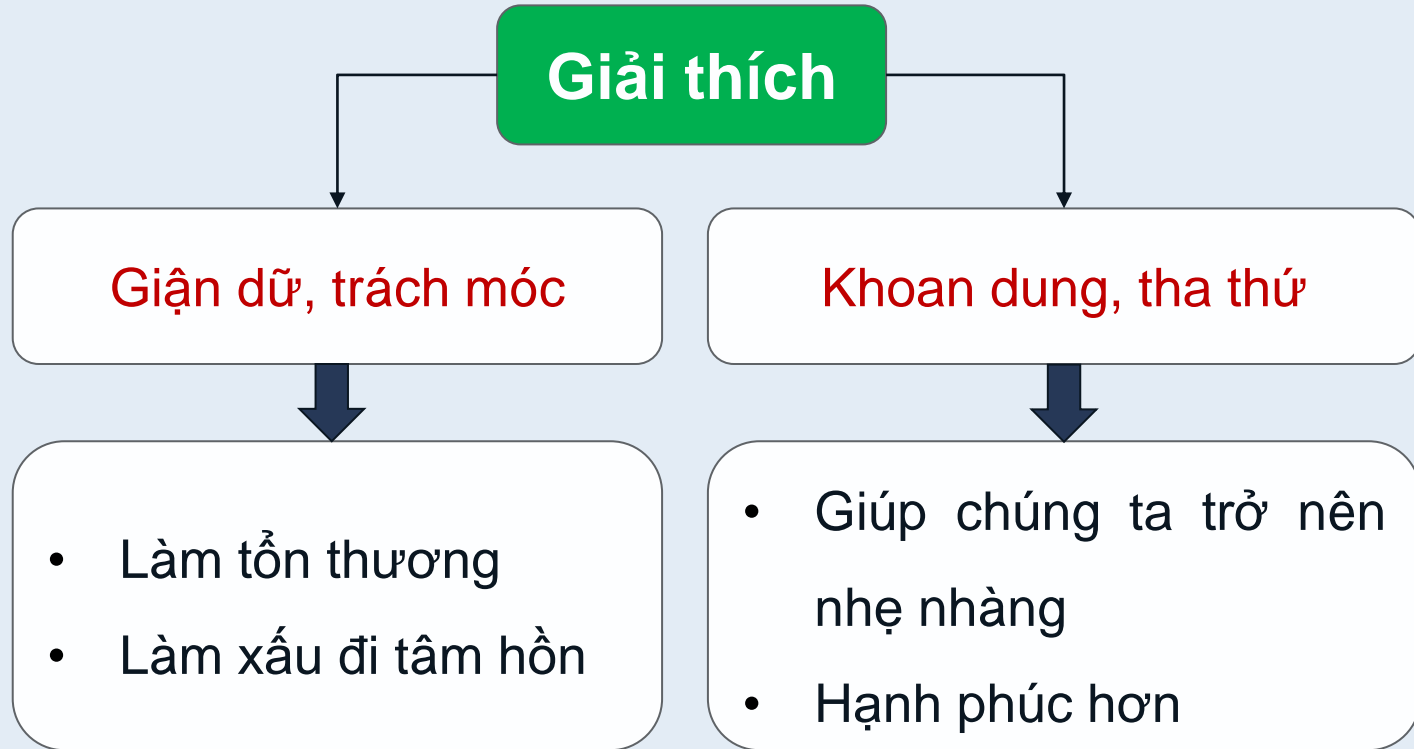 Giải thích
Giận dữ, trách móc
Khoan dung, tha thứ
• Làm tổn thương
• Làm xấu đi tâm hồn
• Giúp chúng ta trở nên
nhẹ nhàng
• Hạnh phúc hơn